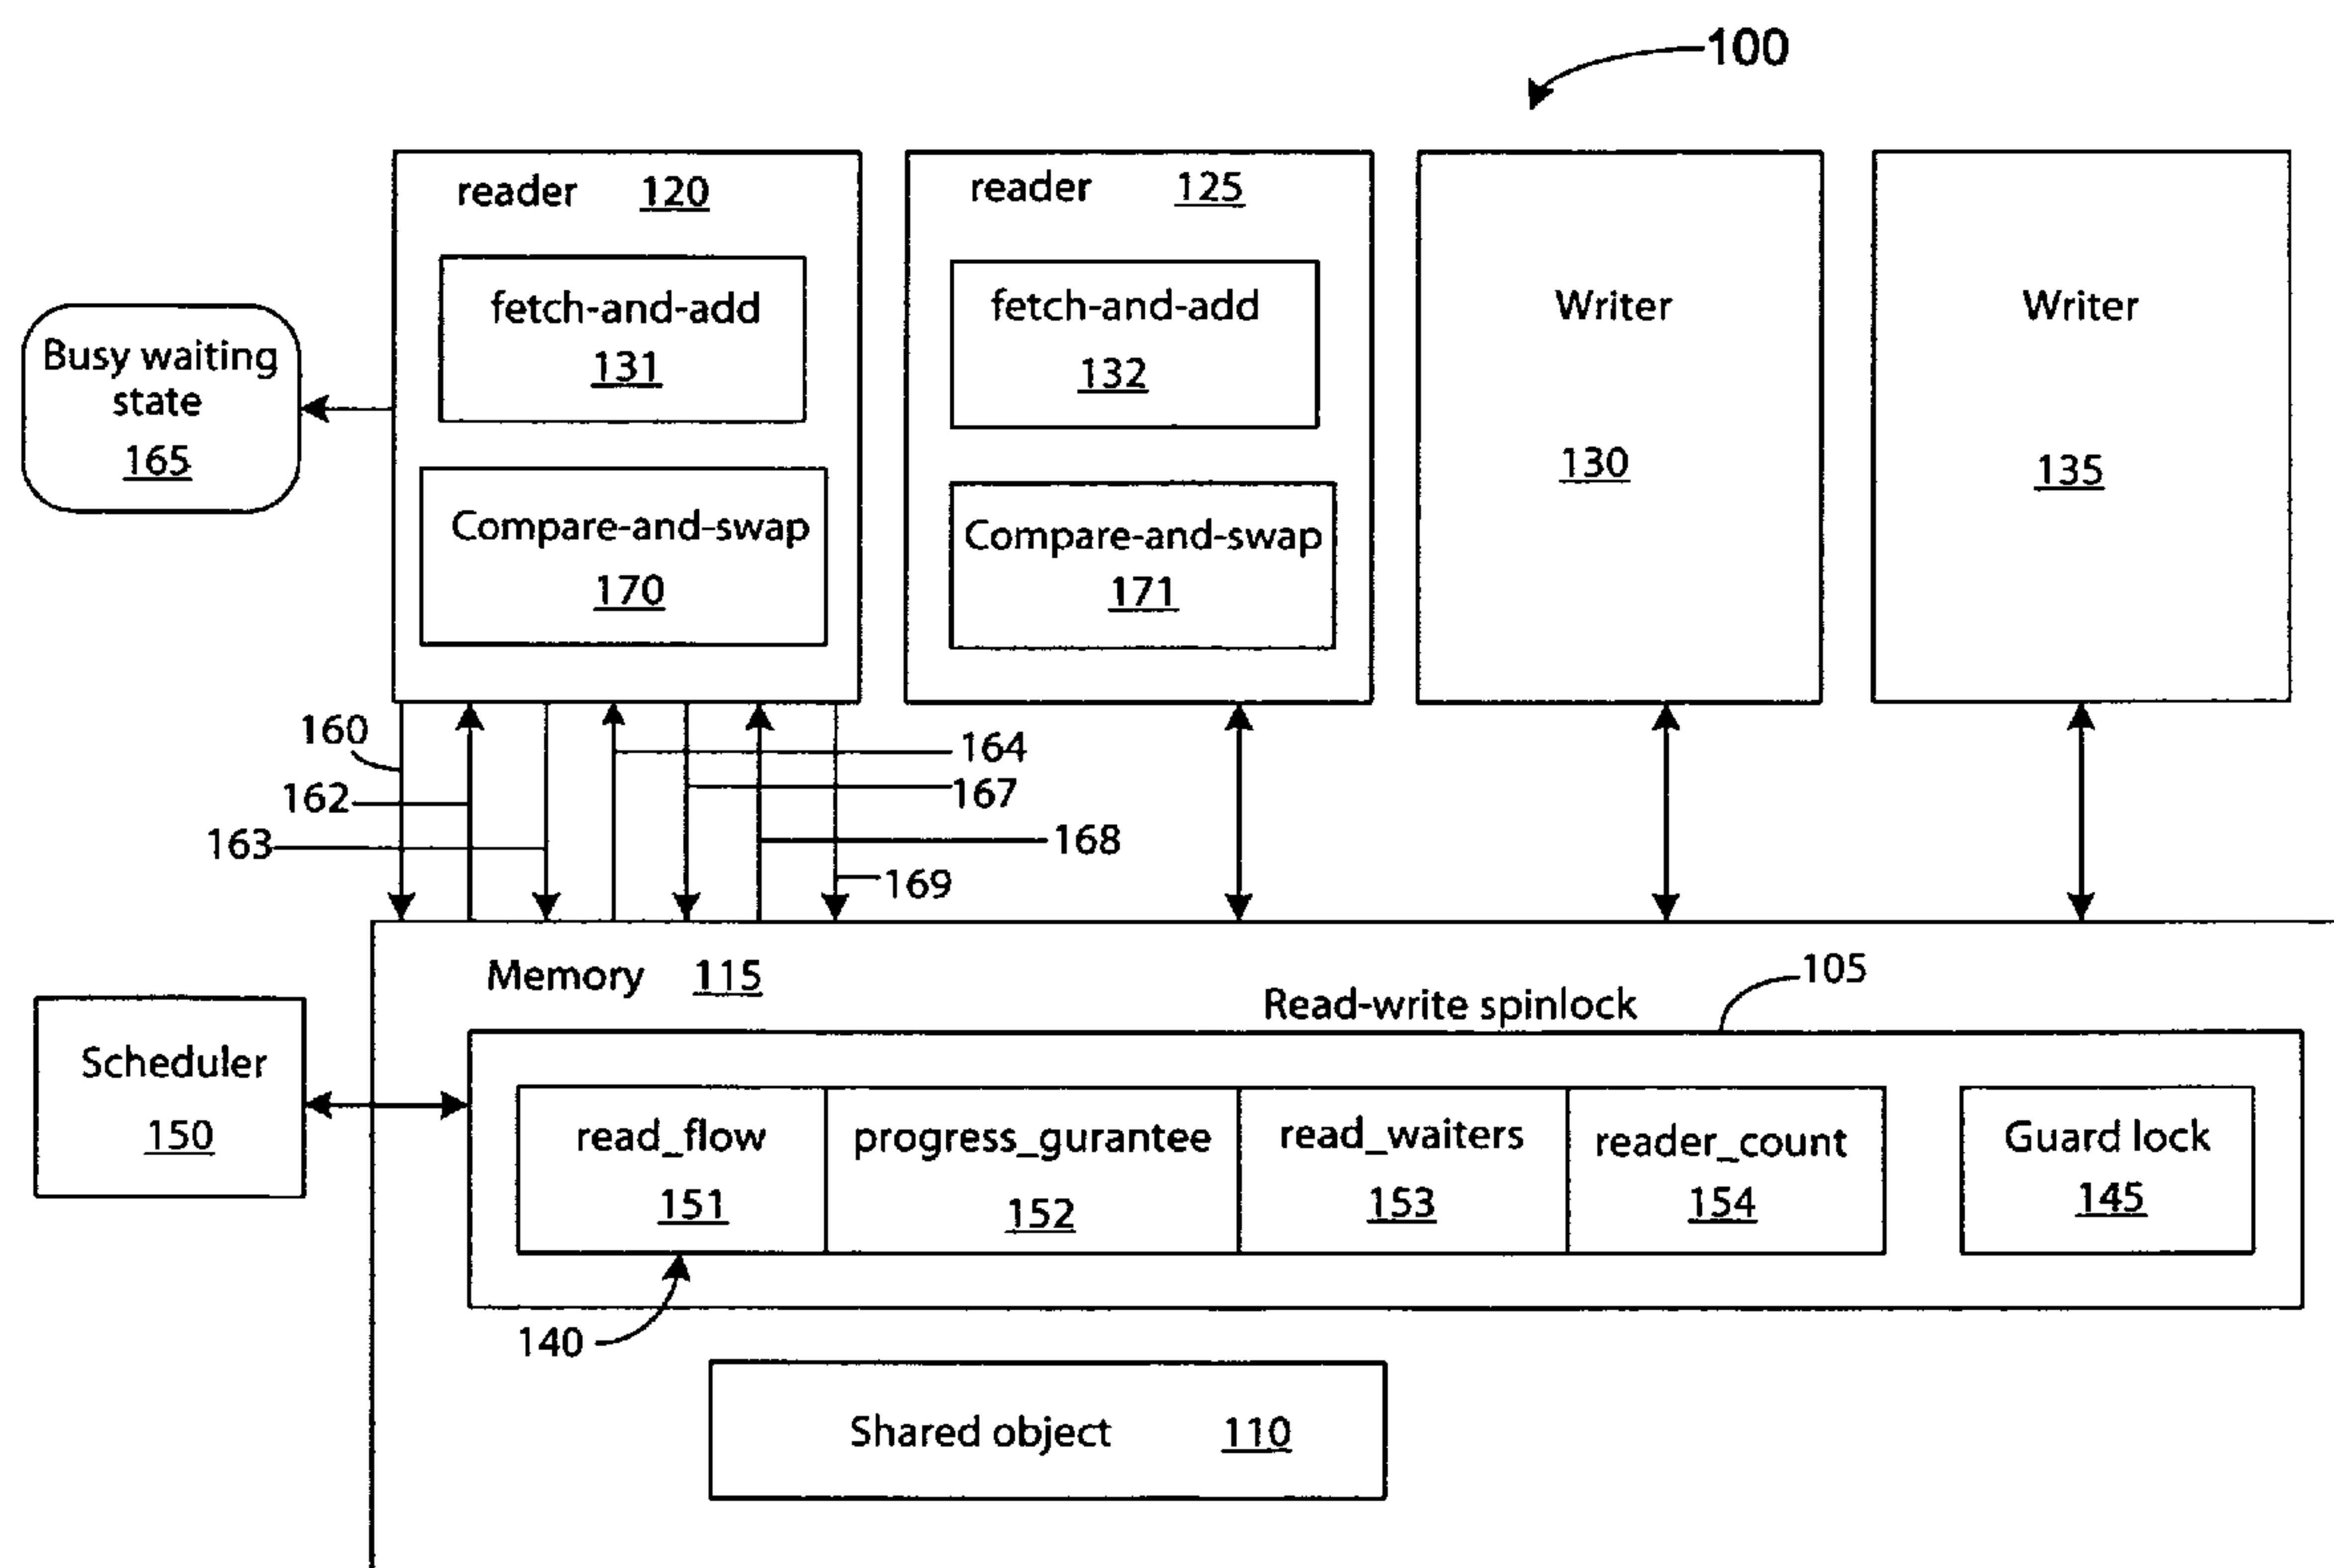 100
reader 120
reader 125
fetch-and-add
131
fetch-and-add
132
Writer
130
Writer
135
Busy waiting
state
165
Compare-and-swap
170
Compare-and-swap
171
160
162
163
164
167
168
169
Memory 115
Read-write spinlock
105
Scheduler
150
read_flow
151
progress_gurantee
152
read_waiters
153
reader_count
154
Guard lock
145
140
Shared object 110